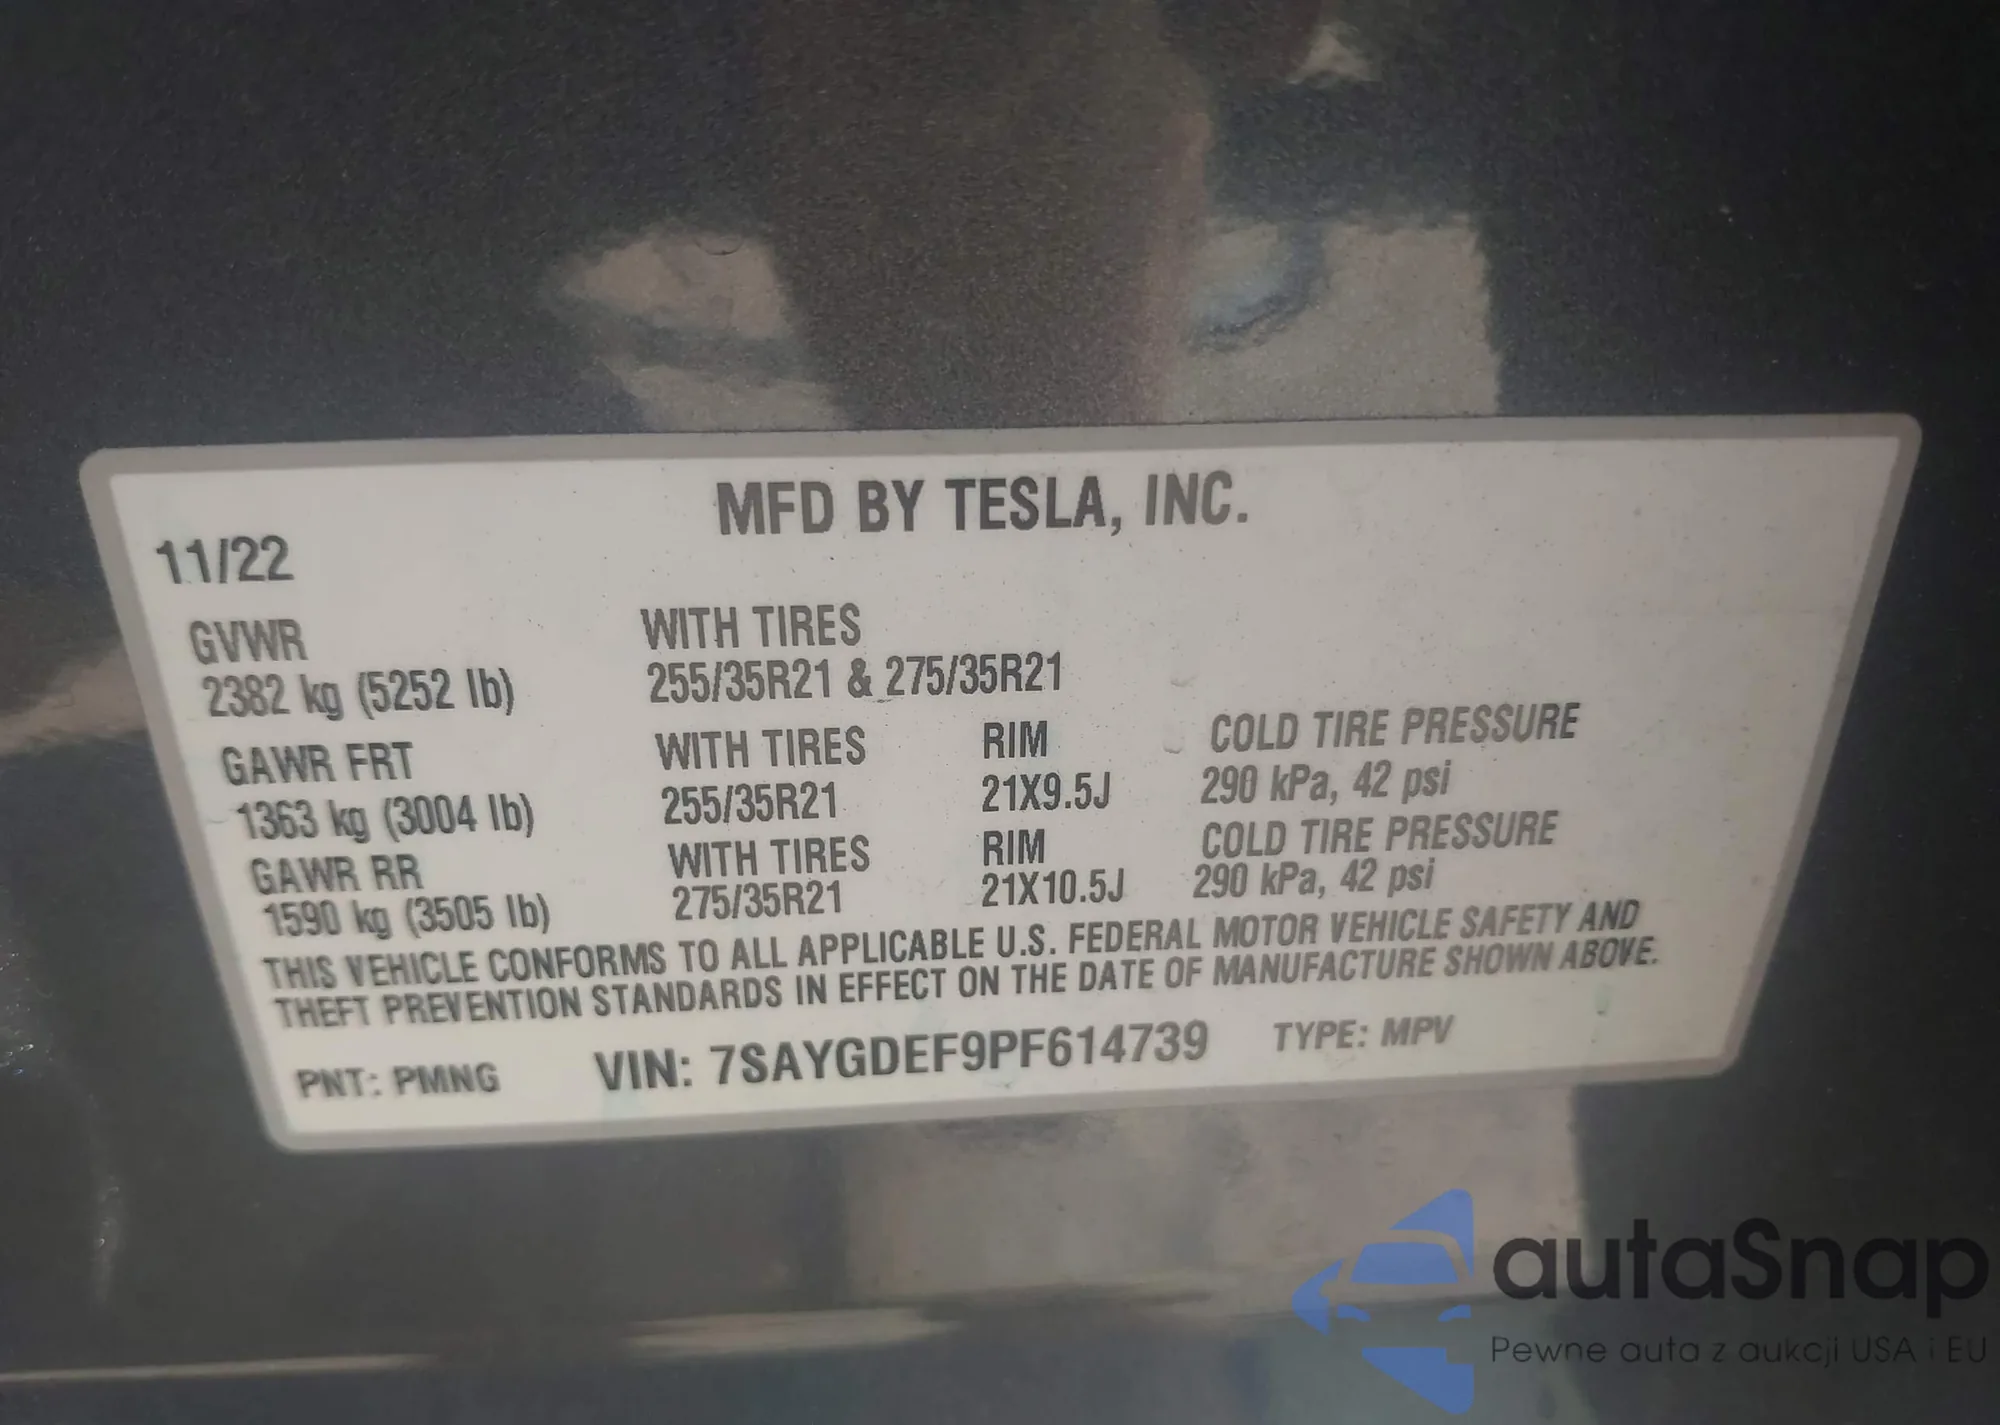 MFD BY TESLA, INC.
11/22
GVWR WITH TIRES
2382 kg (5252 lb) 255/35R21 & 275/35R21
GAWR FRT WITH TIRES RIM COLD TIRE PRESSURE
1363 kg (3004 lb) 255/35R21 21X9.5J 290 kPa, 42 psi
GAWR RR WITH TIRES RIM COLD TIRE PRESSURE
1590 kg (3505 lb) 275/35R21 21X10.5J 290 kPa, 42 psi
THIS VEHICLE CONFORMS TO ALL APPLICABLE U.S. FEDERAL MOTOR VEHICLE SAFETY AND
THEFT PREVENTION STANDARDS IN EFFECT ON THE DATE OF MANUFACTURE SHOWN ABOVE.
PNT: PMNG VIN: 7SAYGDEF9PF614739 TYPE: MPV
autaSnap
Pewne auta z aukcji USA i EU